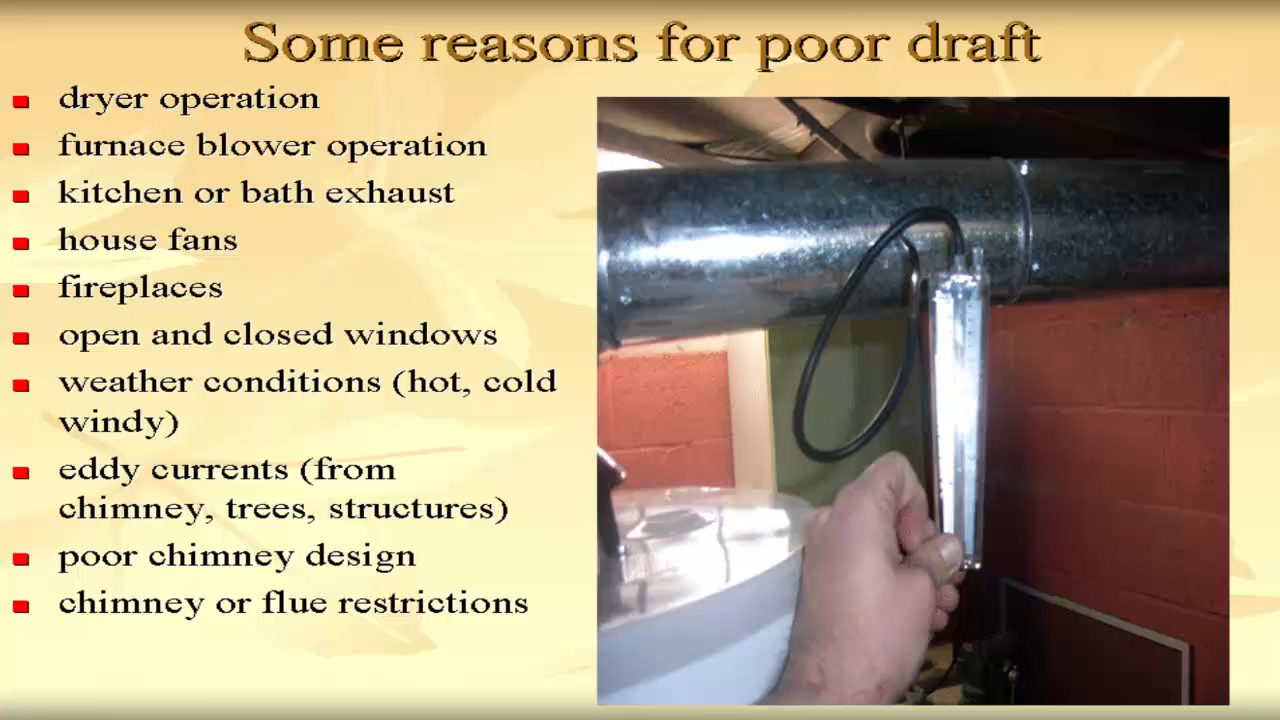 Some reasons for poor draft
dryer operation
furnace blower operation
kitchen or bath exhaust
house fans
fireplaces
open and closed windows
weather conditions (hot, cold
windy)
eddy currents (from
chimney, trees, structures)
poor chimney design
chimney or flue restrictions